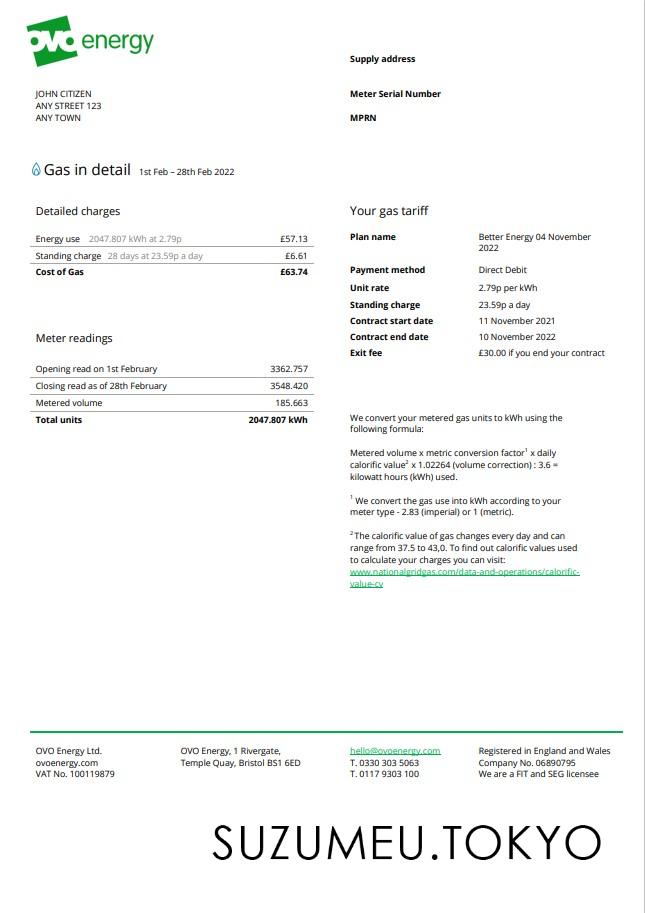 ovo energy
Supply address
JOHN CITIZEN
ANY STREET 123
ANY TOWN
Meter Serial Number
MPRN
Gas in detail 1st Feb – 28th Feb 2022
Detailed charges
Energy use 2047.807 kWh at 2.79p £57.13
Standing charge 28 days at 23.59p a day £6.61
Cost of Gas £63.74
Meter readings
Opening read on 1st February 3362.757
Closing read as of 28th February 3548.420
Metered volume 185.663
Total units 2047.807 kWh
Your gas tariff
Plan name Better Energy 04 November
2022
Payment method Direct Debit
Unit rate 2.79p per kWh
Standing charge 23.59p a day
Contract start date 11 November 2021
Contract end date 10 November 2022
Exit fee £30.00 if you end your contract
We convert your metered gas units to kWh using the
following formula:
Metered volume x metric conversion factor¹ x daily
calorific value² x 1.02264 (volume correction) : 3.6 =
kilowatt hours (kWh) used.
¹ We convert the gas use into kWh according to your
meter type - 2.83 (imperial) or 1 (metric).
² The calorific value of gas changes every day and can
range from 37.5 to 43,0. To find out calorific values used
to calculate your charges you can visit:
www.nationalgridgas.com/data-and-operations/calorific-
value-cv
OVO Energy Ltd.
ovoenergy.com
VAT No. 100119879
OVO Energy, 1 Rivergate,
Temple Quay, Bristol BS1 6ED
hello@ovoenergy.com
T. 0330 303 5063
T. 0117 9303 100
Registered in England and Wales
Company No. 06890795
We are a FIT and SEG licensee
SUZUMEU.TOKYO